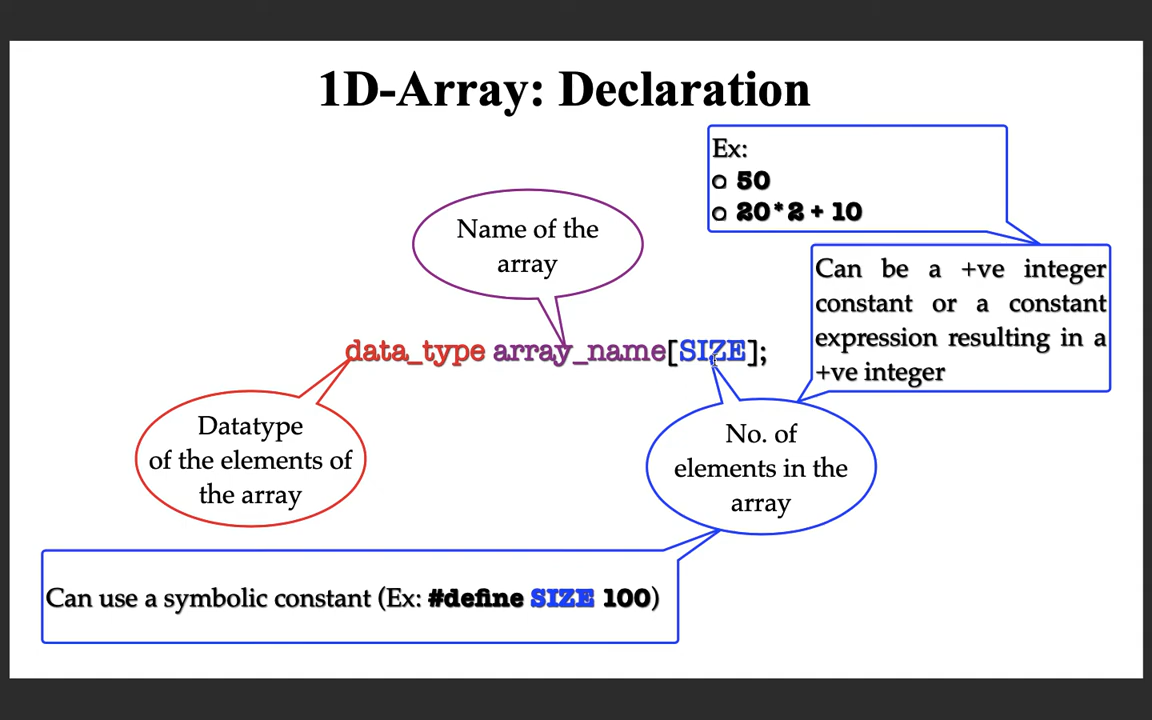 1D-Array: Declaration
Ex:
50
20*2 + 10
Name of the
array
Can be a +ve integer
constant or a constant
expression resulting in a
+ve integer
data_type array_name[SIZE];
Datatype
of the elements of
the array
No. of
elements in the
array
Can use a symbolic constant (Ex: #define SIZE 100)